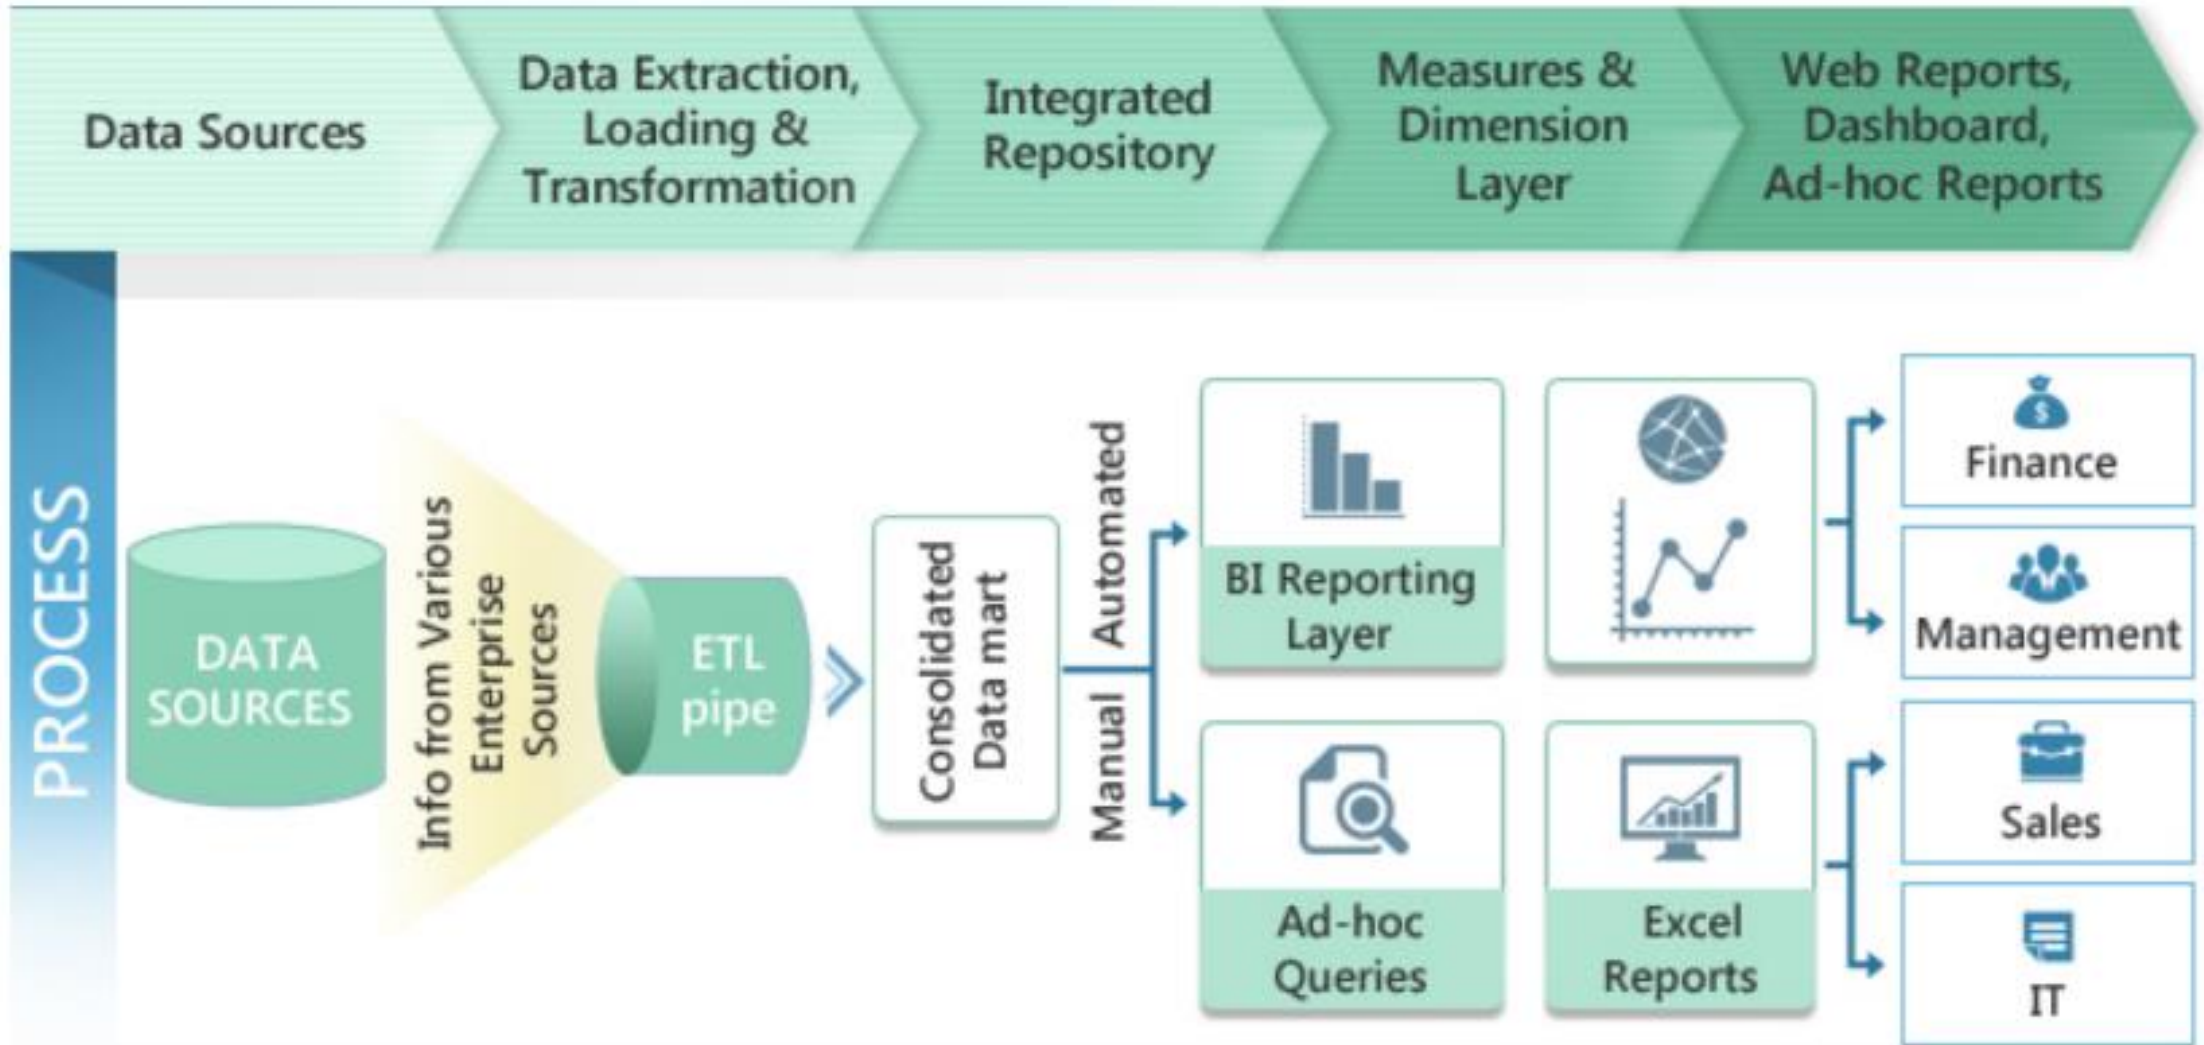 Data Sources
Data Extraction,
Loading &
Transformation
Integrated
Repository
Measures &
Dimension
Layer
Web Reports,
Dashboard,
Ad-hoc Reports
PROCESS
DATA
SOURCES
Info from Various
Enterprise
Sources
ETL
pipe
Consolidated
Data mart
Automated
Manual
BI Reporting
Layer
Ad-hoc
Queries
Excel
Reports
$
Finance
Management
Sales
IT